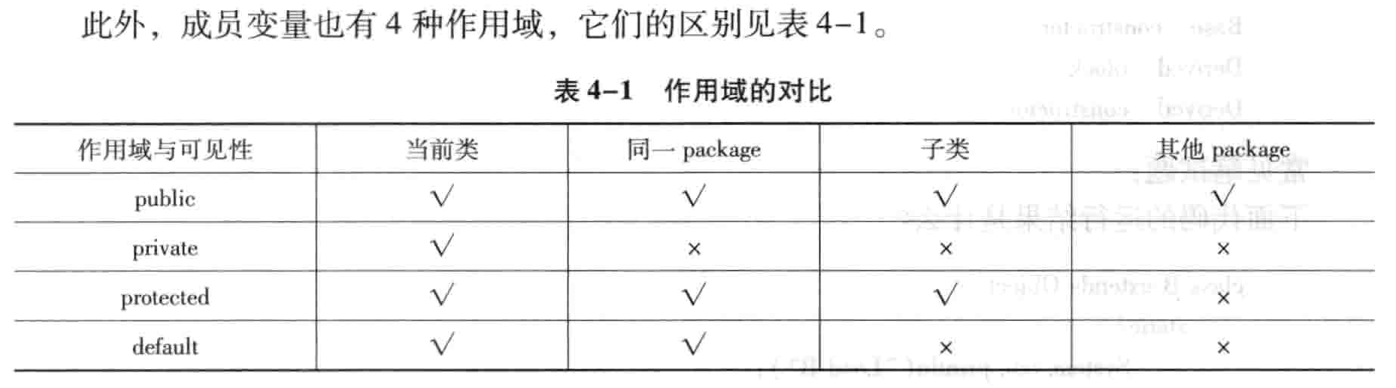 此外，成员变量也有 4 种作用域，它们的区别见表 4-1。
表 4-1 作用域的对比
作用域与可见性 当前类 同一 package 子类 其他 package
public √ √ √ √
private √ × × ×
protected √ √ √ ×
default √ √ × ×